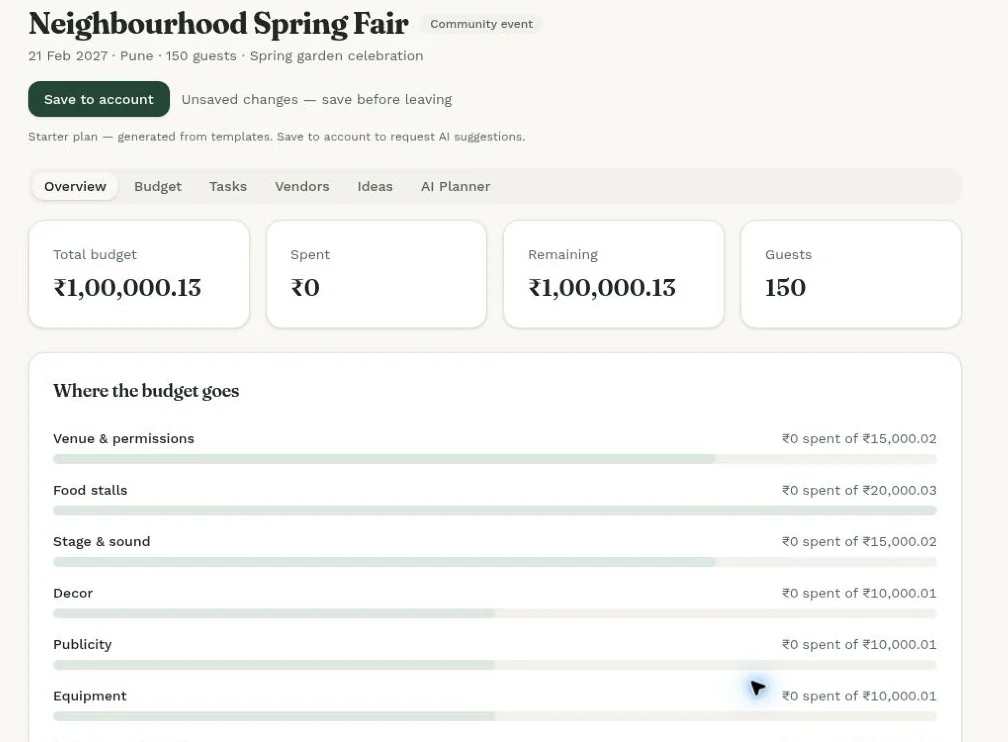 Neighbourhood Spring Fair Community event
21 Feb 2027 · Pune · 150 guests · Spring garden celebration
Save to account Unsaved changes — save before leaving
Starter plan — generated from templates. Save to account to request AI suggestions.
Overview Budget Tasks Vendors Ideas AI Planner
Total budget Spent Remaining Guests
₹1,00,000.13 ₹0 ₹1,00,000.13 150
Where the budget goes
Venue & permissions ₹0 spent of ₹15,000.02
Food stalls ₹0 spent of ₹20,000.03
Stage & sound ₹0 spent of ₹15,000.02
Decor ₹0 spent of ₹10,000.01
Publicity ₹0 spent of ₹10,000.01
Equipment ₹0 spent of ₹10,000.01